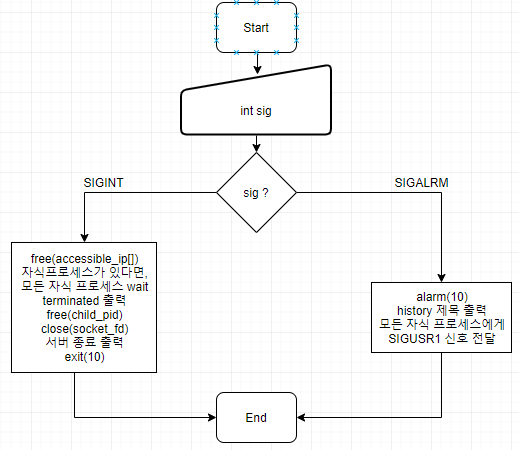 Start
int sig
sig ?
SIGINT
SIGALRM
free(accessible_ip[])
자식프로세스가 있다면,
모든 자식 프로세스 wait
terminated 출력
free(child_pid)
close(socket_fd)
서버 종료 출력
exit(10)
alarm(10)
history 제목 출력
모든 자식 프로세스에게
SIGUSR1 신호 전달
End